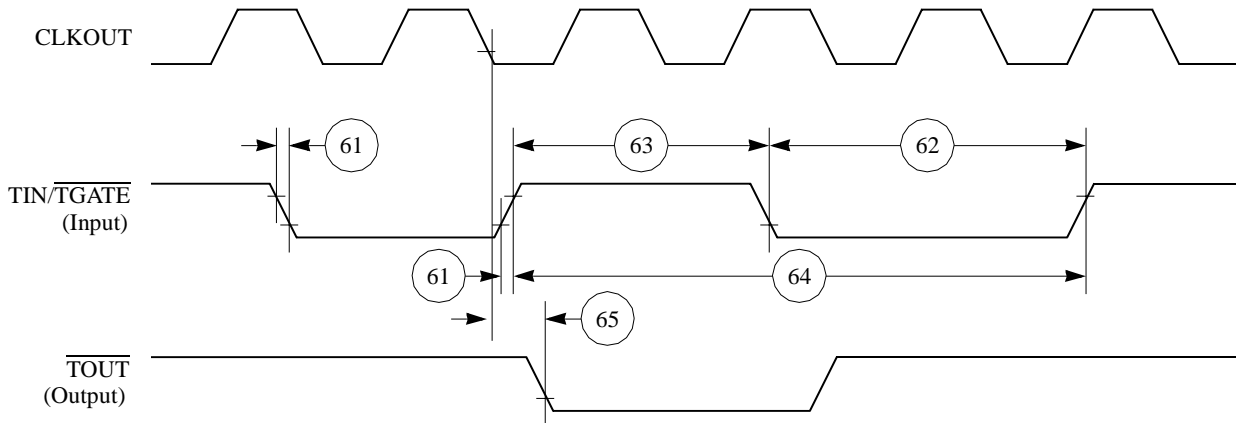 CLKOUT
61
63
62
TIN/TGATE
(Input)
61
64
65
TOUT
(Output)